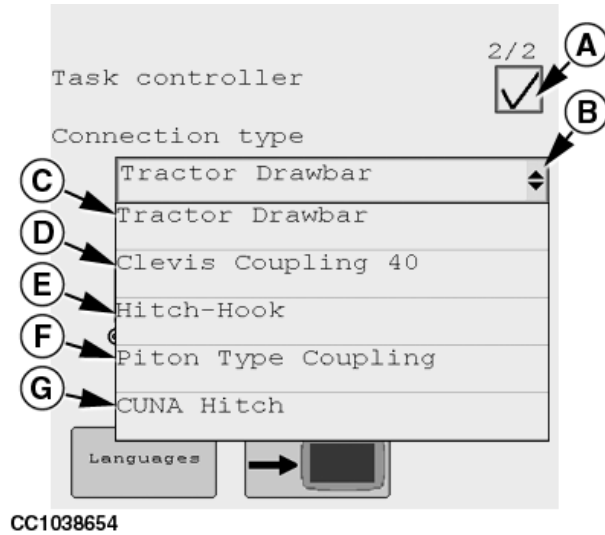 2/2
A
Task controller
B
Connection type
Tractor Drawbar
C
Tractor Drawbar
D
Clevis Coupling 40
E
Hitch-Hook
F
Piton Type Coupling
G
CUNA Hitch
Languages
CC1038654